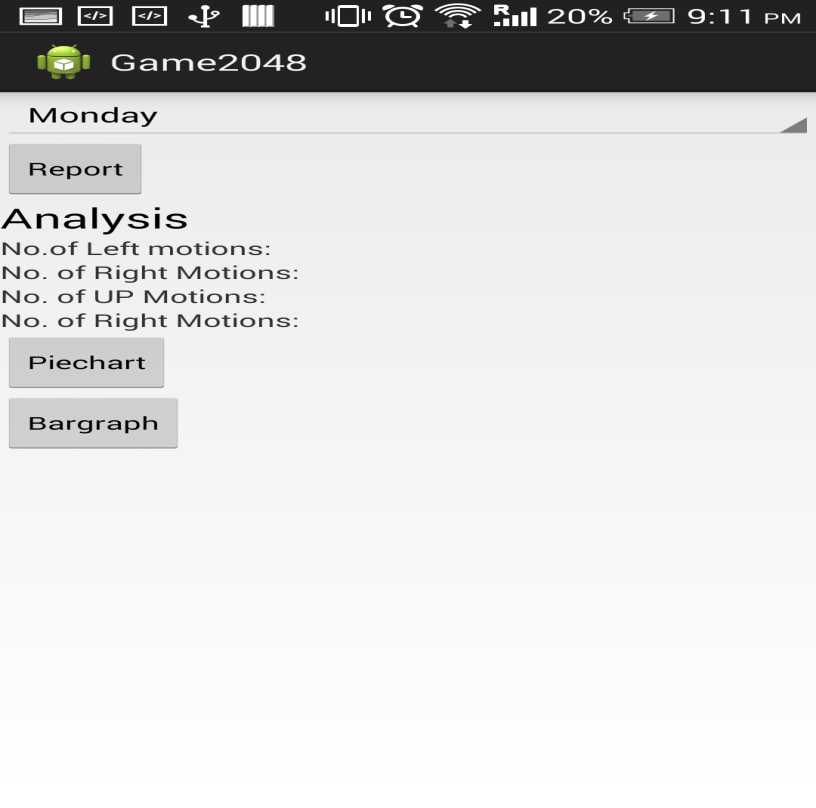 R 20% 9:11 PM
Game2048
Monday
Report
Analysis
No.of Left motions:
No. of Right Motions:
No. of UP Motions:
No. of Right Motions:
Piechart
Bargraph